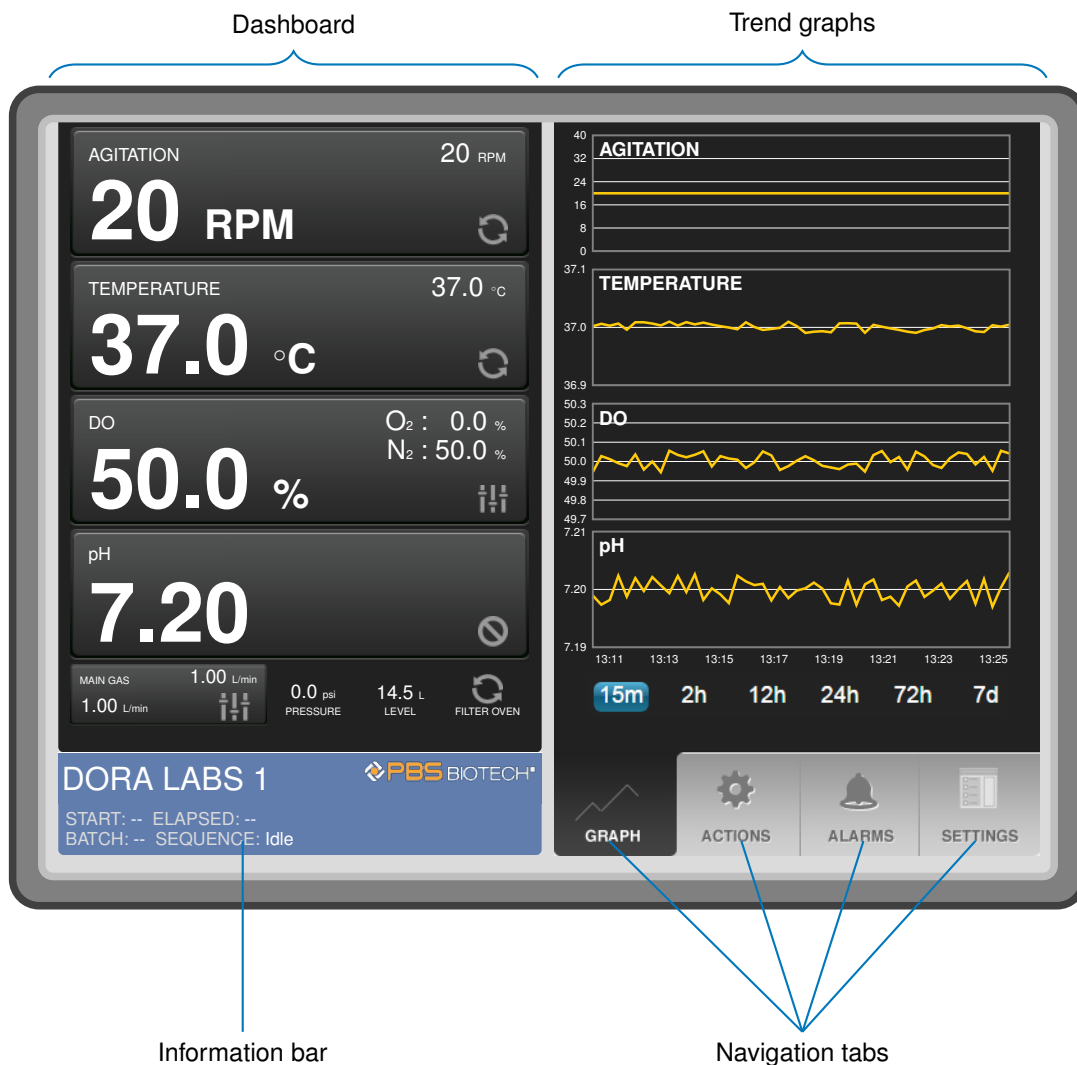 Dashboard
Trend graphs
AGITATION
20 RPM
20 RPM
TEMPERATURE
37.0 °C
37.0 °C
DO
O₂ : 0.0 %
N₂ : 50.0 %
50.0 %
pH
7.20
MAIN GAS
1.00 L/min
1.00 L/min
0.0 psi
PRESSURE
14.5 L
LEVEL
FILTER OVEN
DORA LABS 1
PBS BIOTECH
START: -- ELAPSED: --
BATCH: -- SEQUENCE: Idle
40
AGITATION
32
24
16
8
0
37.1
TEMPERATURE
37.0
36.9
50.3
50.2
DO
50.1
50.0
49.9
49.8
49.7
7.21
pH
7.20
7.19
13:11 13:13 13:15 13:17 13:19 13:21 13:23 13:25
15m 2h 12h 24h 72h 7d
GRAPH ACTIONS ALARMS SETTINGS
Information bar
Navigation tabs